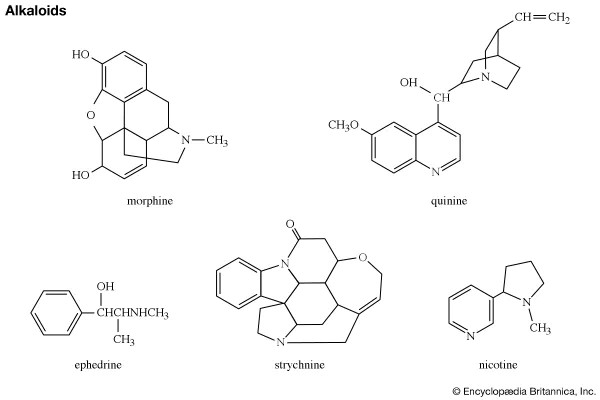 Alkaloids
HO
O
HO
N—CH₃
morphine
CH=CH₂
OH
CH
N
CH₃O
N
quinine
OH
CHCHNHCH₃
CH₃
ephedrine
O
N
O
N
strychnine
N
N
CH₃
nicotine
© Encyclopædia Britannica, Inc.